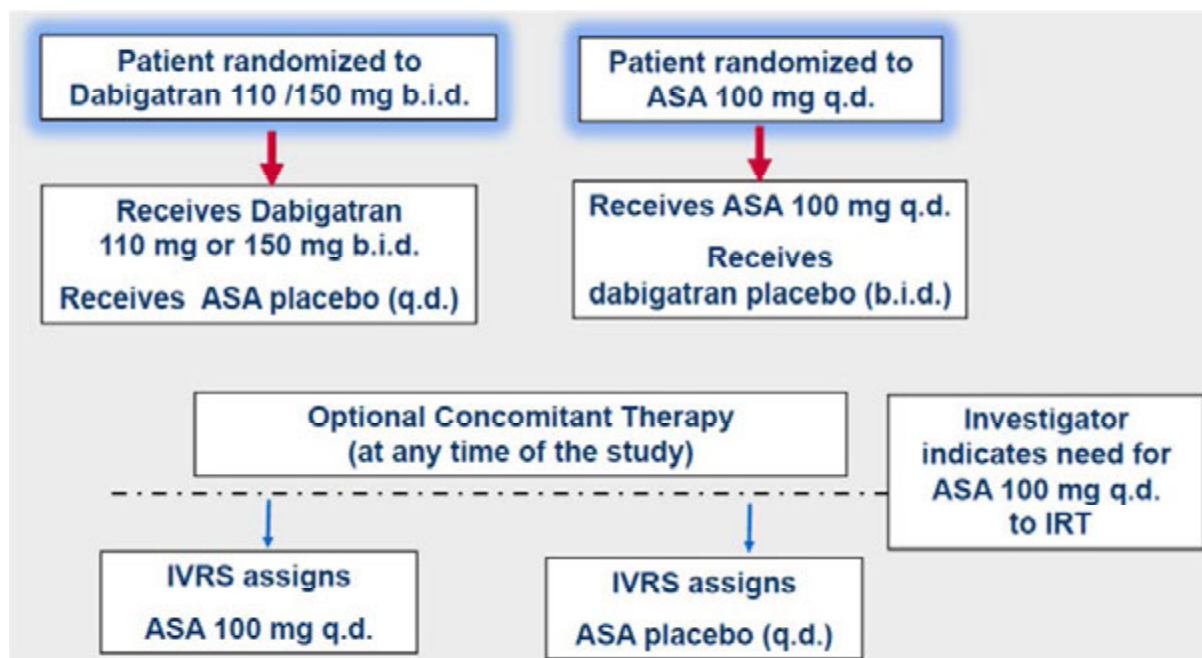 Patient randomized to
Dabigatran 110 /150 mg b.i.d.
Patient randomized to
ASA 100 mg q.d.
Receives Dabigatran
110 mg or 150 mg b.i.d.
Receives ASA placebo (q.d.)
Receives ASA 100 mg q.d.
Receives
dabigatran placebo (b.i.d.)
Optional Concomitant Therapy
(at any time of the study)
Investigator
indicates need for
ASA 100 mg q.d.
to IRT
IVRS assigns
ASA 100 mg q.d.
IVRS assigns
ASA placebo (q.d.)